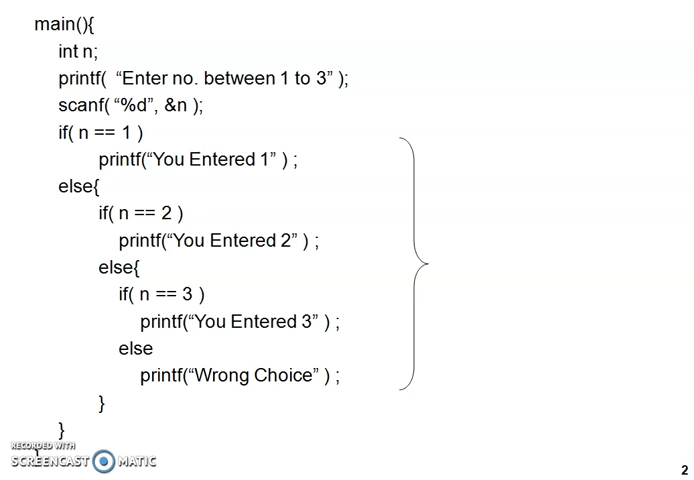 main(){
int n;
printf( “Enter no. between 1 to 3” );
scanf( “%d”, &n );
if( n == 1 )
printf(“You Entered 1” ) ;
else{
if( n == 2 )
printf(“You Entered 2” ) ;
else{
if( n == 3 )
printf(“You Entered 3” ) ;
else
printf(“Wrong Choice” ) ;
}
}
}
RECORDED WITH
SCREENCAST MATIC
2